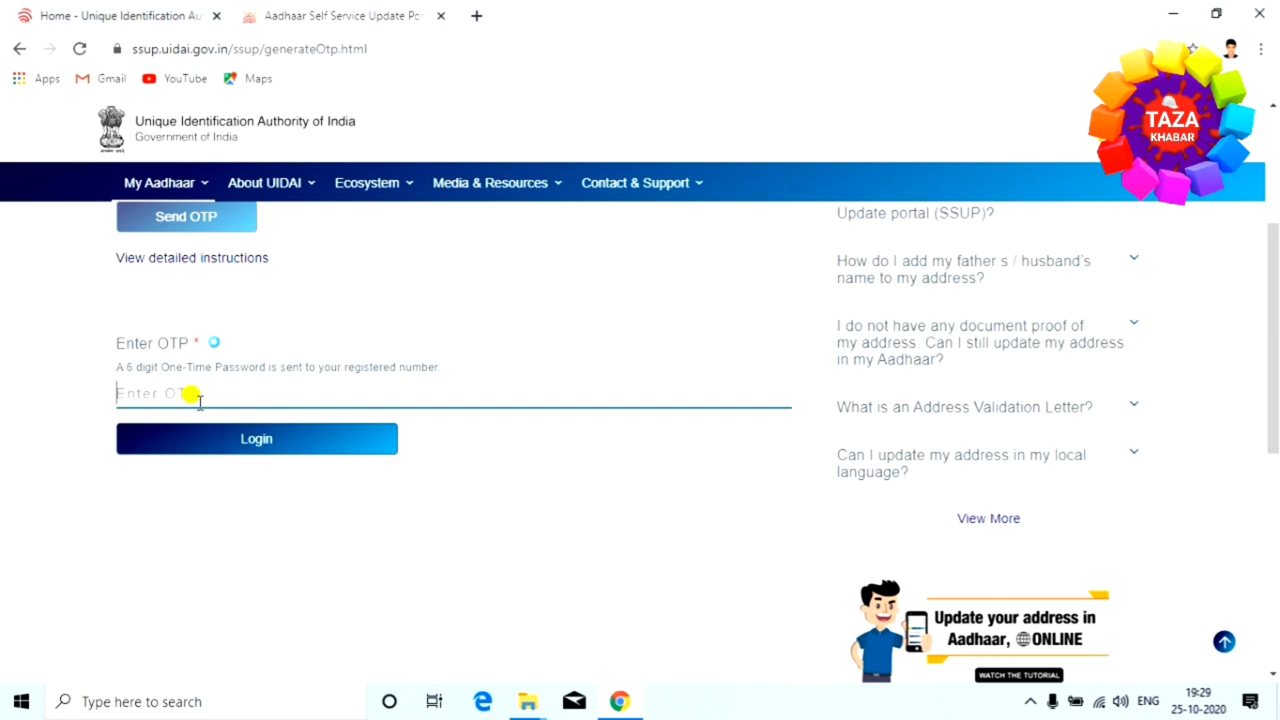 Home - Unique Identification Au
Aadhaar Self Service Update Po
ssup.uidai.gov.in/ssup/generateOtp.html
Apps Gmail YouTube Maps
Unique Identification Authority of India
Government of India
TAZA
KHABAR
My Aadhaar About UIDAI Ecosystem Media & Resources Contact & Support
Send OTP
View detailed instructions
Enter OTP *
A 6 digit One-Time Password is sent to your registered number
Enter OT
Login
Update portal (SSUP)?
How do I add my father s / husband's
name to my address?
I do not have any document proof of
my address. Can I still update my address
in my Aadhaar?
What is an Address Validation Letter?
Can I update my address in my local
language?
View More
Update your address in
Aadhaar, ONLINE
WATCH THE TUTORIAL
Type here to search
ENG
19:29
25-10-2020